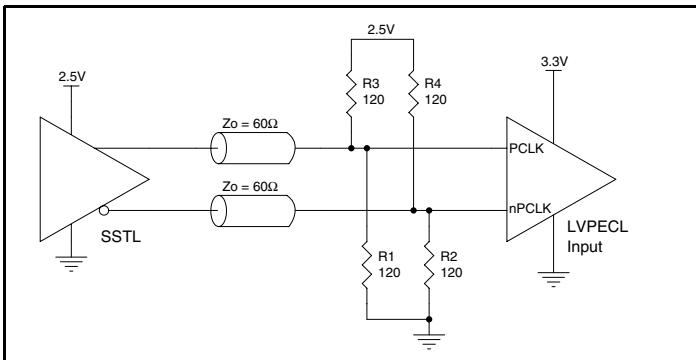 2.5V
2.5V
3.3V
R3
120
R4
120
Zo = 60Ω
PCLK
Zo = 60Ω
nPCLK
SSTL
LVPECL
Input
R1
120
R2
120